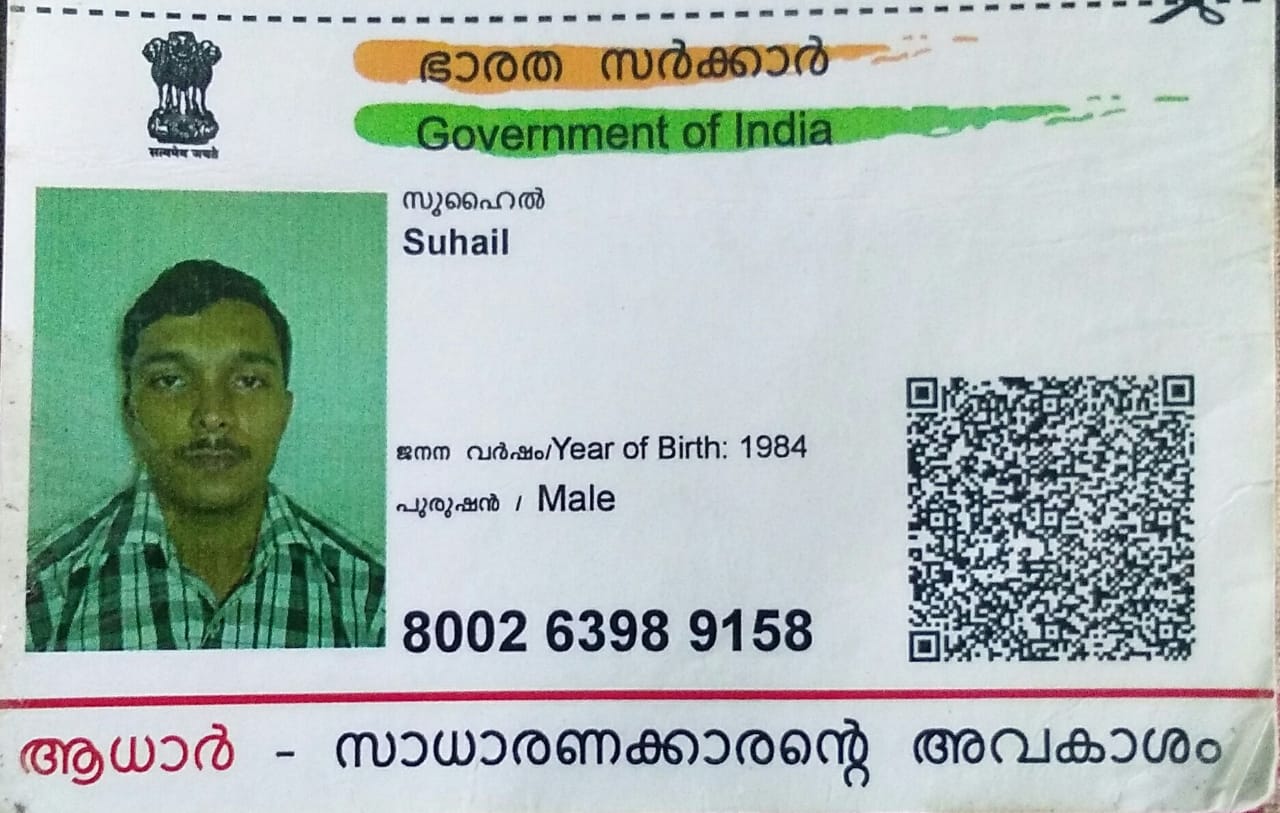 ഭാരത സർക്കാർ
Government of India
सत्यमेव जयते
സുഹൈൽ
Suhail
ജനന വർഷം/Year of Birth: 1984
പുരുഷൻ / Male
8002 6398 9158
ആധാർ - സാധാരണക്കാരന്റെ അവകാശം